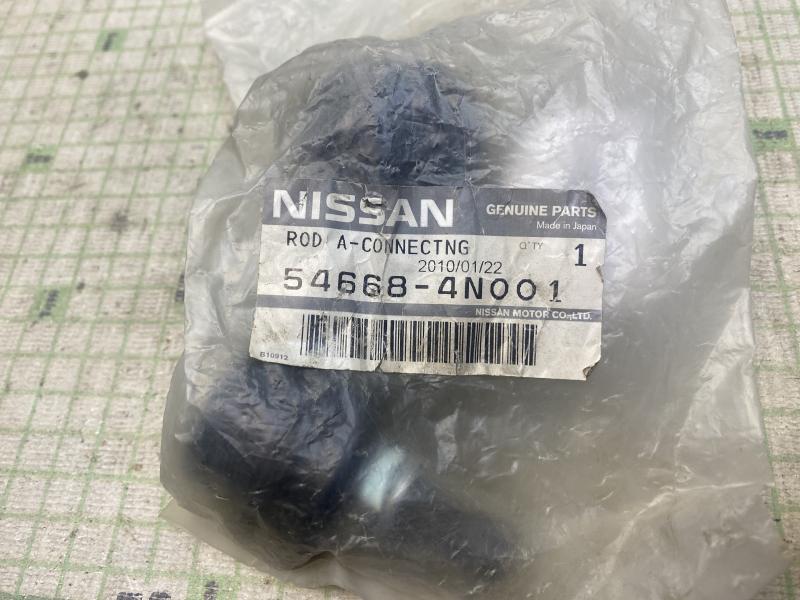 NISSAN GENUINE PARTS
Made in Japan
ROD A-CONNECTNG Q'TY 1
2010/01/22
54668-4N001
NISSAN MOTOR CO.,LTD.
B10912